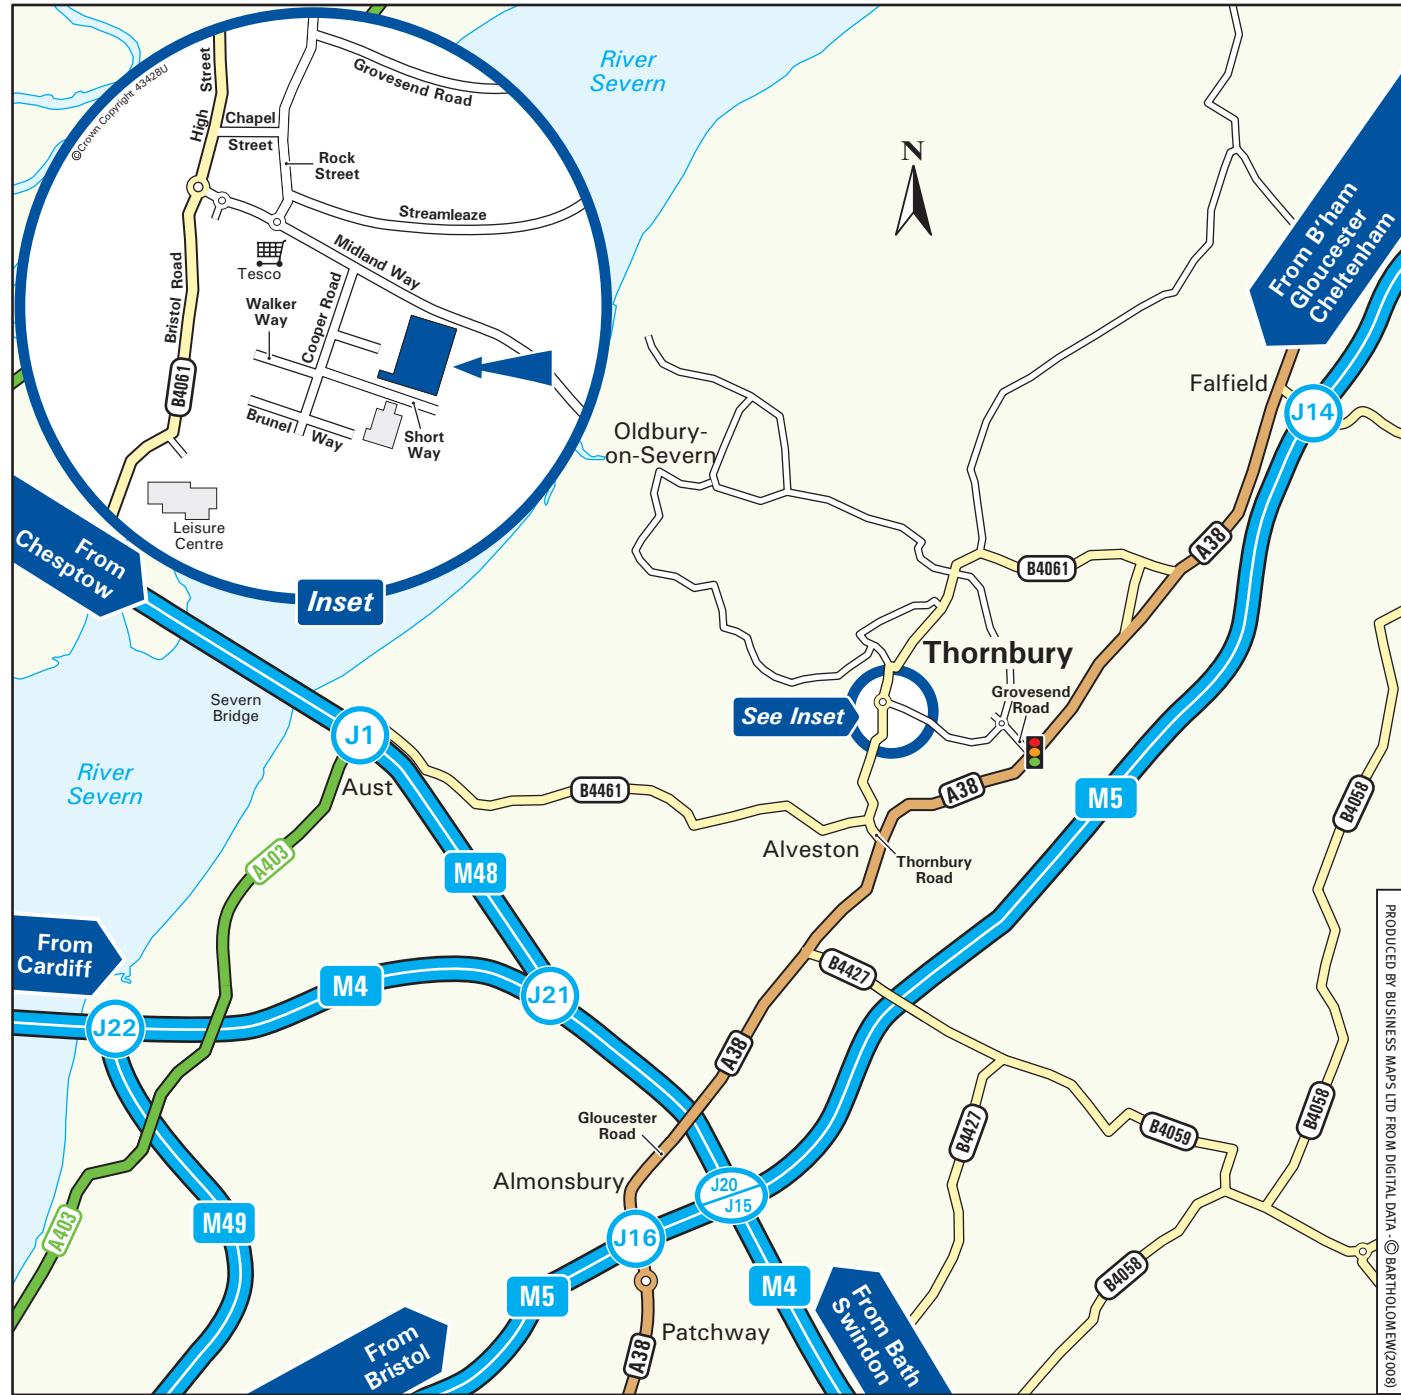 River
Severn
©Crown Copyright 43428U
High Street
Grovesend Road
Chapel
Street
Rock
Street
Streamleaze
Midland Way
Tesco
Walker
Way
Cooper Road
Bristol Road
B4061
Brunel Way
Short
Way
Leisure
Centre
Inset
N
From B'ham
Gloucester
Cheltenham
Falfield
J14
Oldbury-
on-Severn
A38
B4061
From
Chesptow
Thornbury
Grovesend
Road
See Inset
Severn
Bridge
J1
River
Severn
Aust
B4461
A38
M5
B4058
A403
Alveston
Thornbury
Road
M48
From
Cardiff
M4
J21
J22
B4427
A38
Gloucester
Road
B4427
B4059
B4058
Almonsbury
J20
J15
M49
A403
J16
M5
M4
B4058
From
Bristol
A38
Patchway
From Bath
Swindon
PRODUCED BY BUSINESS MAPS LTD FROM DIGITAL DATA - © BARTHOLOMEW(2008)